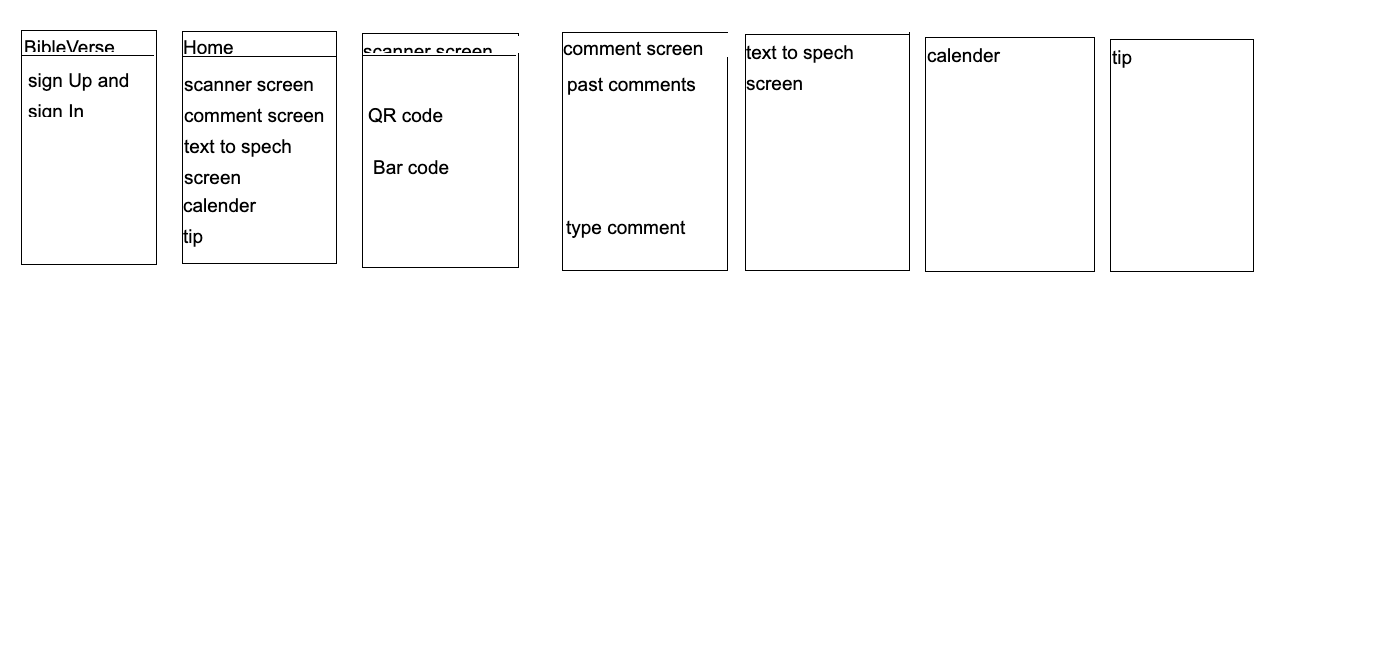 BibleVerse
sign Up and
sign In
Home
scanner screen
comment screen
text to spech
screen
calender
tip
scanner screen
QR code
Bar code
comment screen
past comments
type comment
text to spech
screen
calender
tip